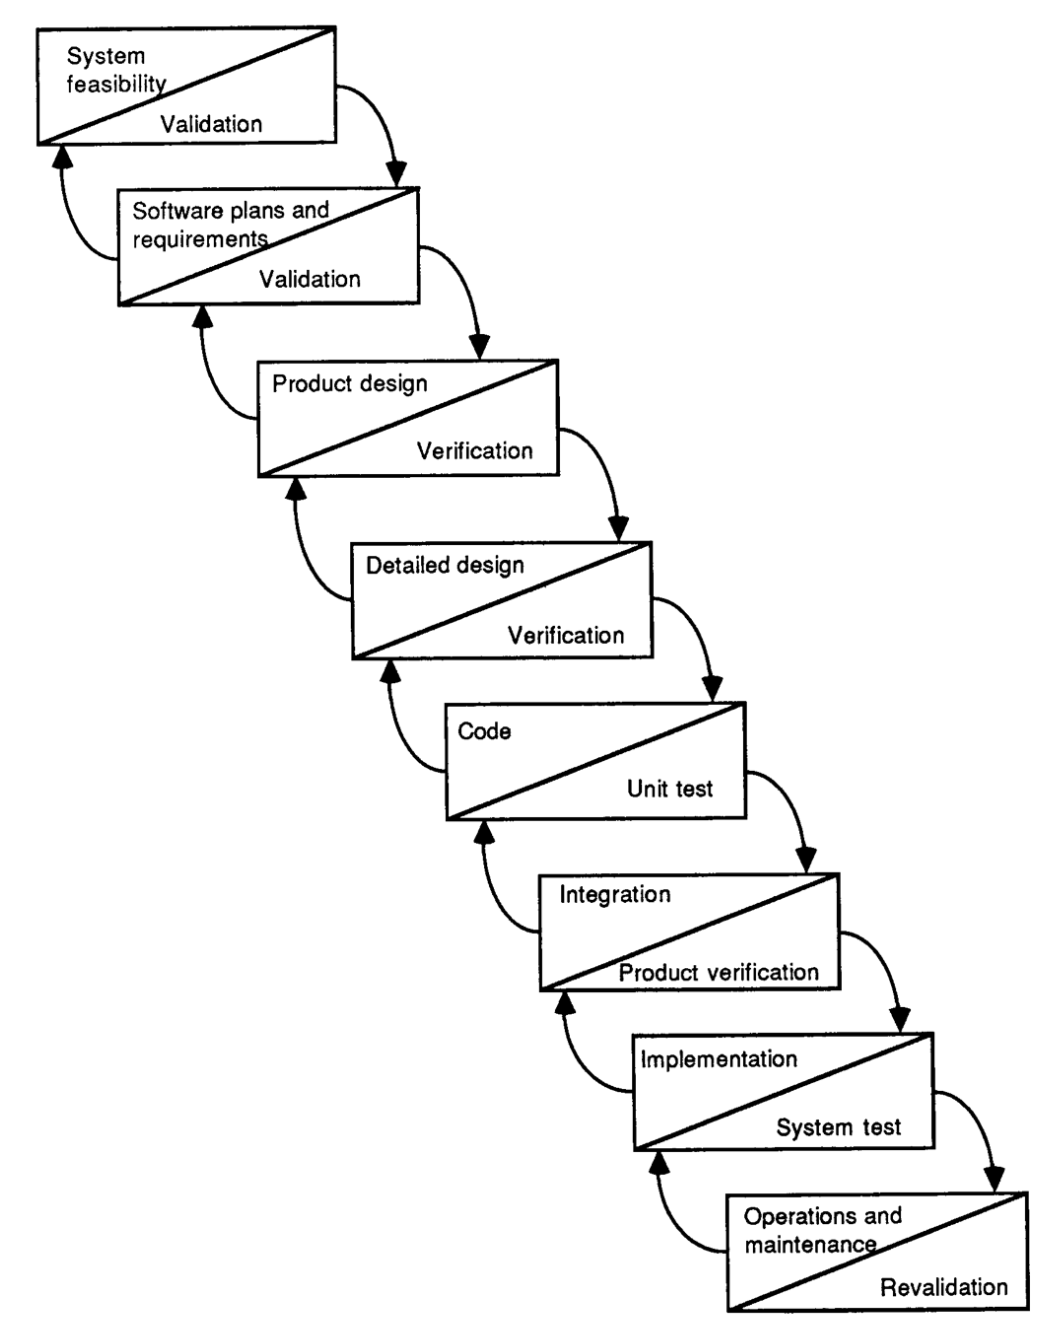 System
feasibility
Validation
Software plans and
requirements
Validation
Product design
Verification
Detailed design
Verification
Code
Unit test
Integration
Product verification
Implementation
System test
Operations and
maintenance
Revalidation